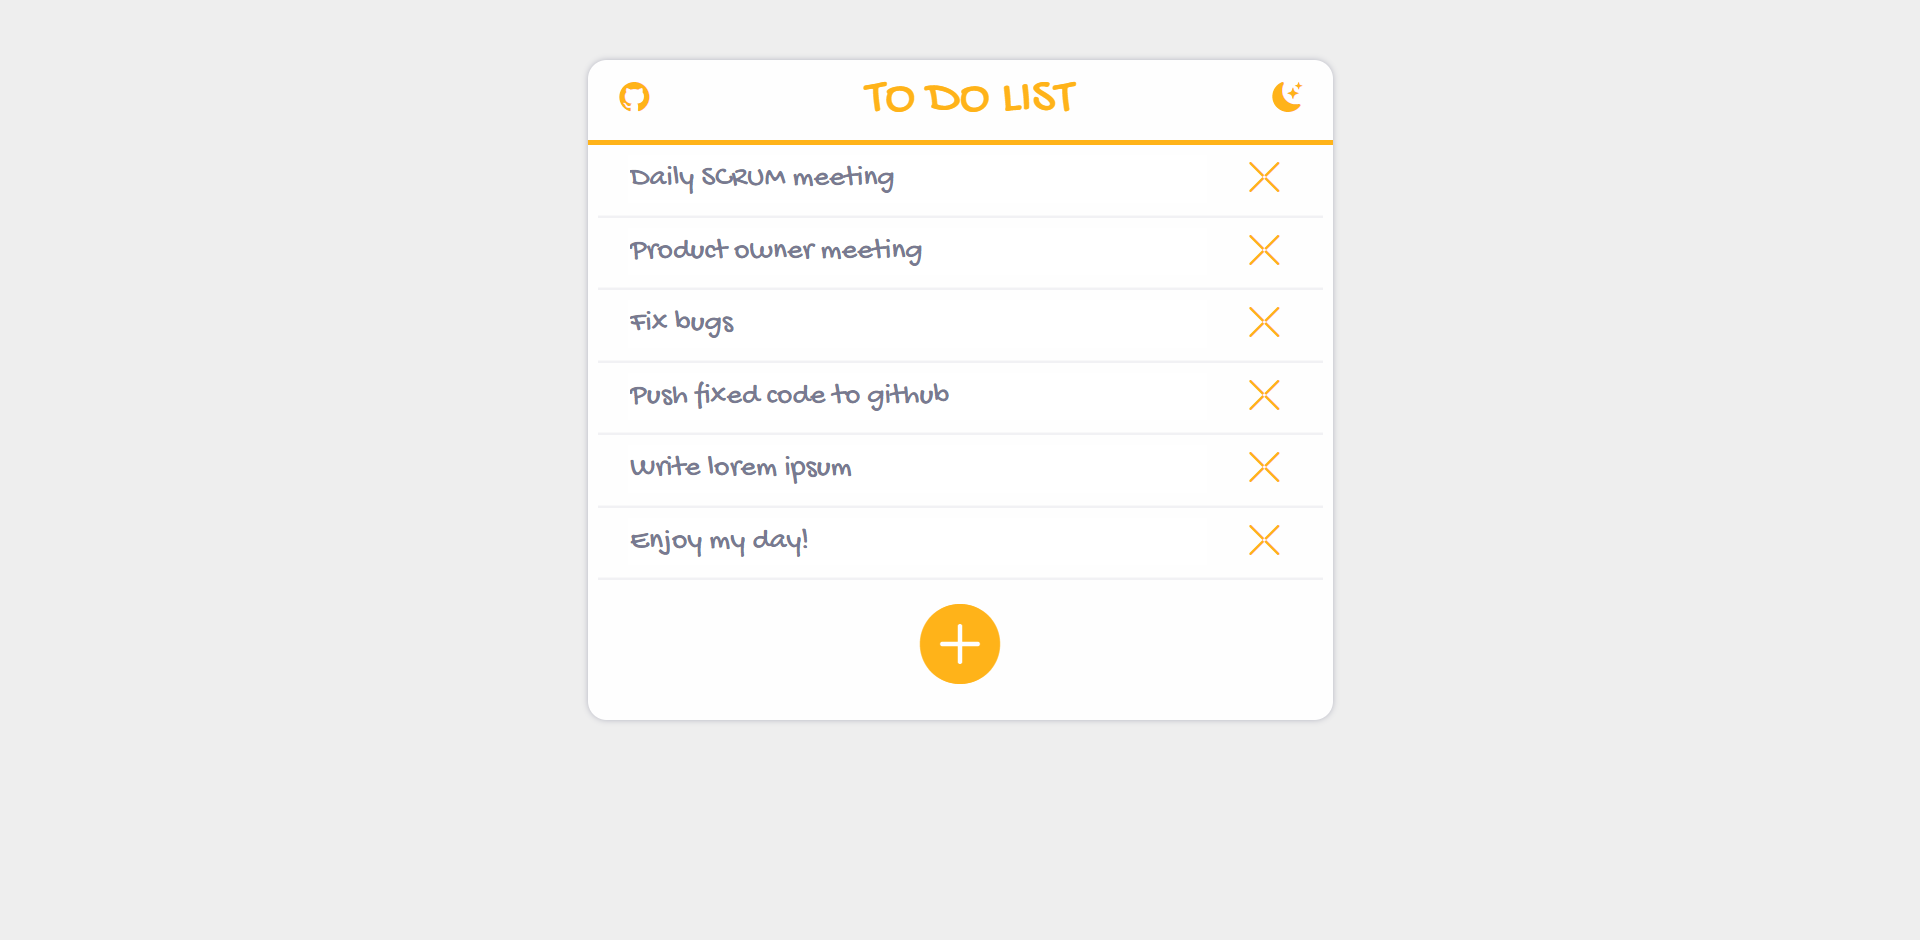 TO DO LIST
Daily SCRUM meeting
Product owner meeting
Fix bugs
Push fixed code to github
Write lorem ipsum
Enjoy my day!